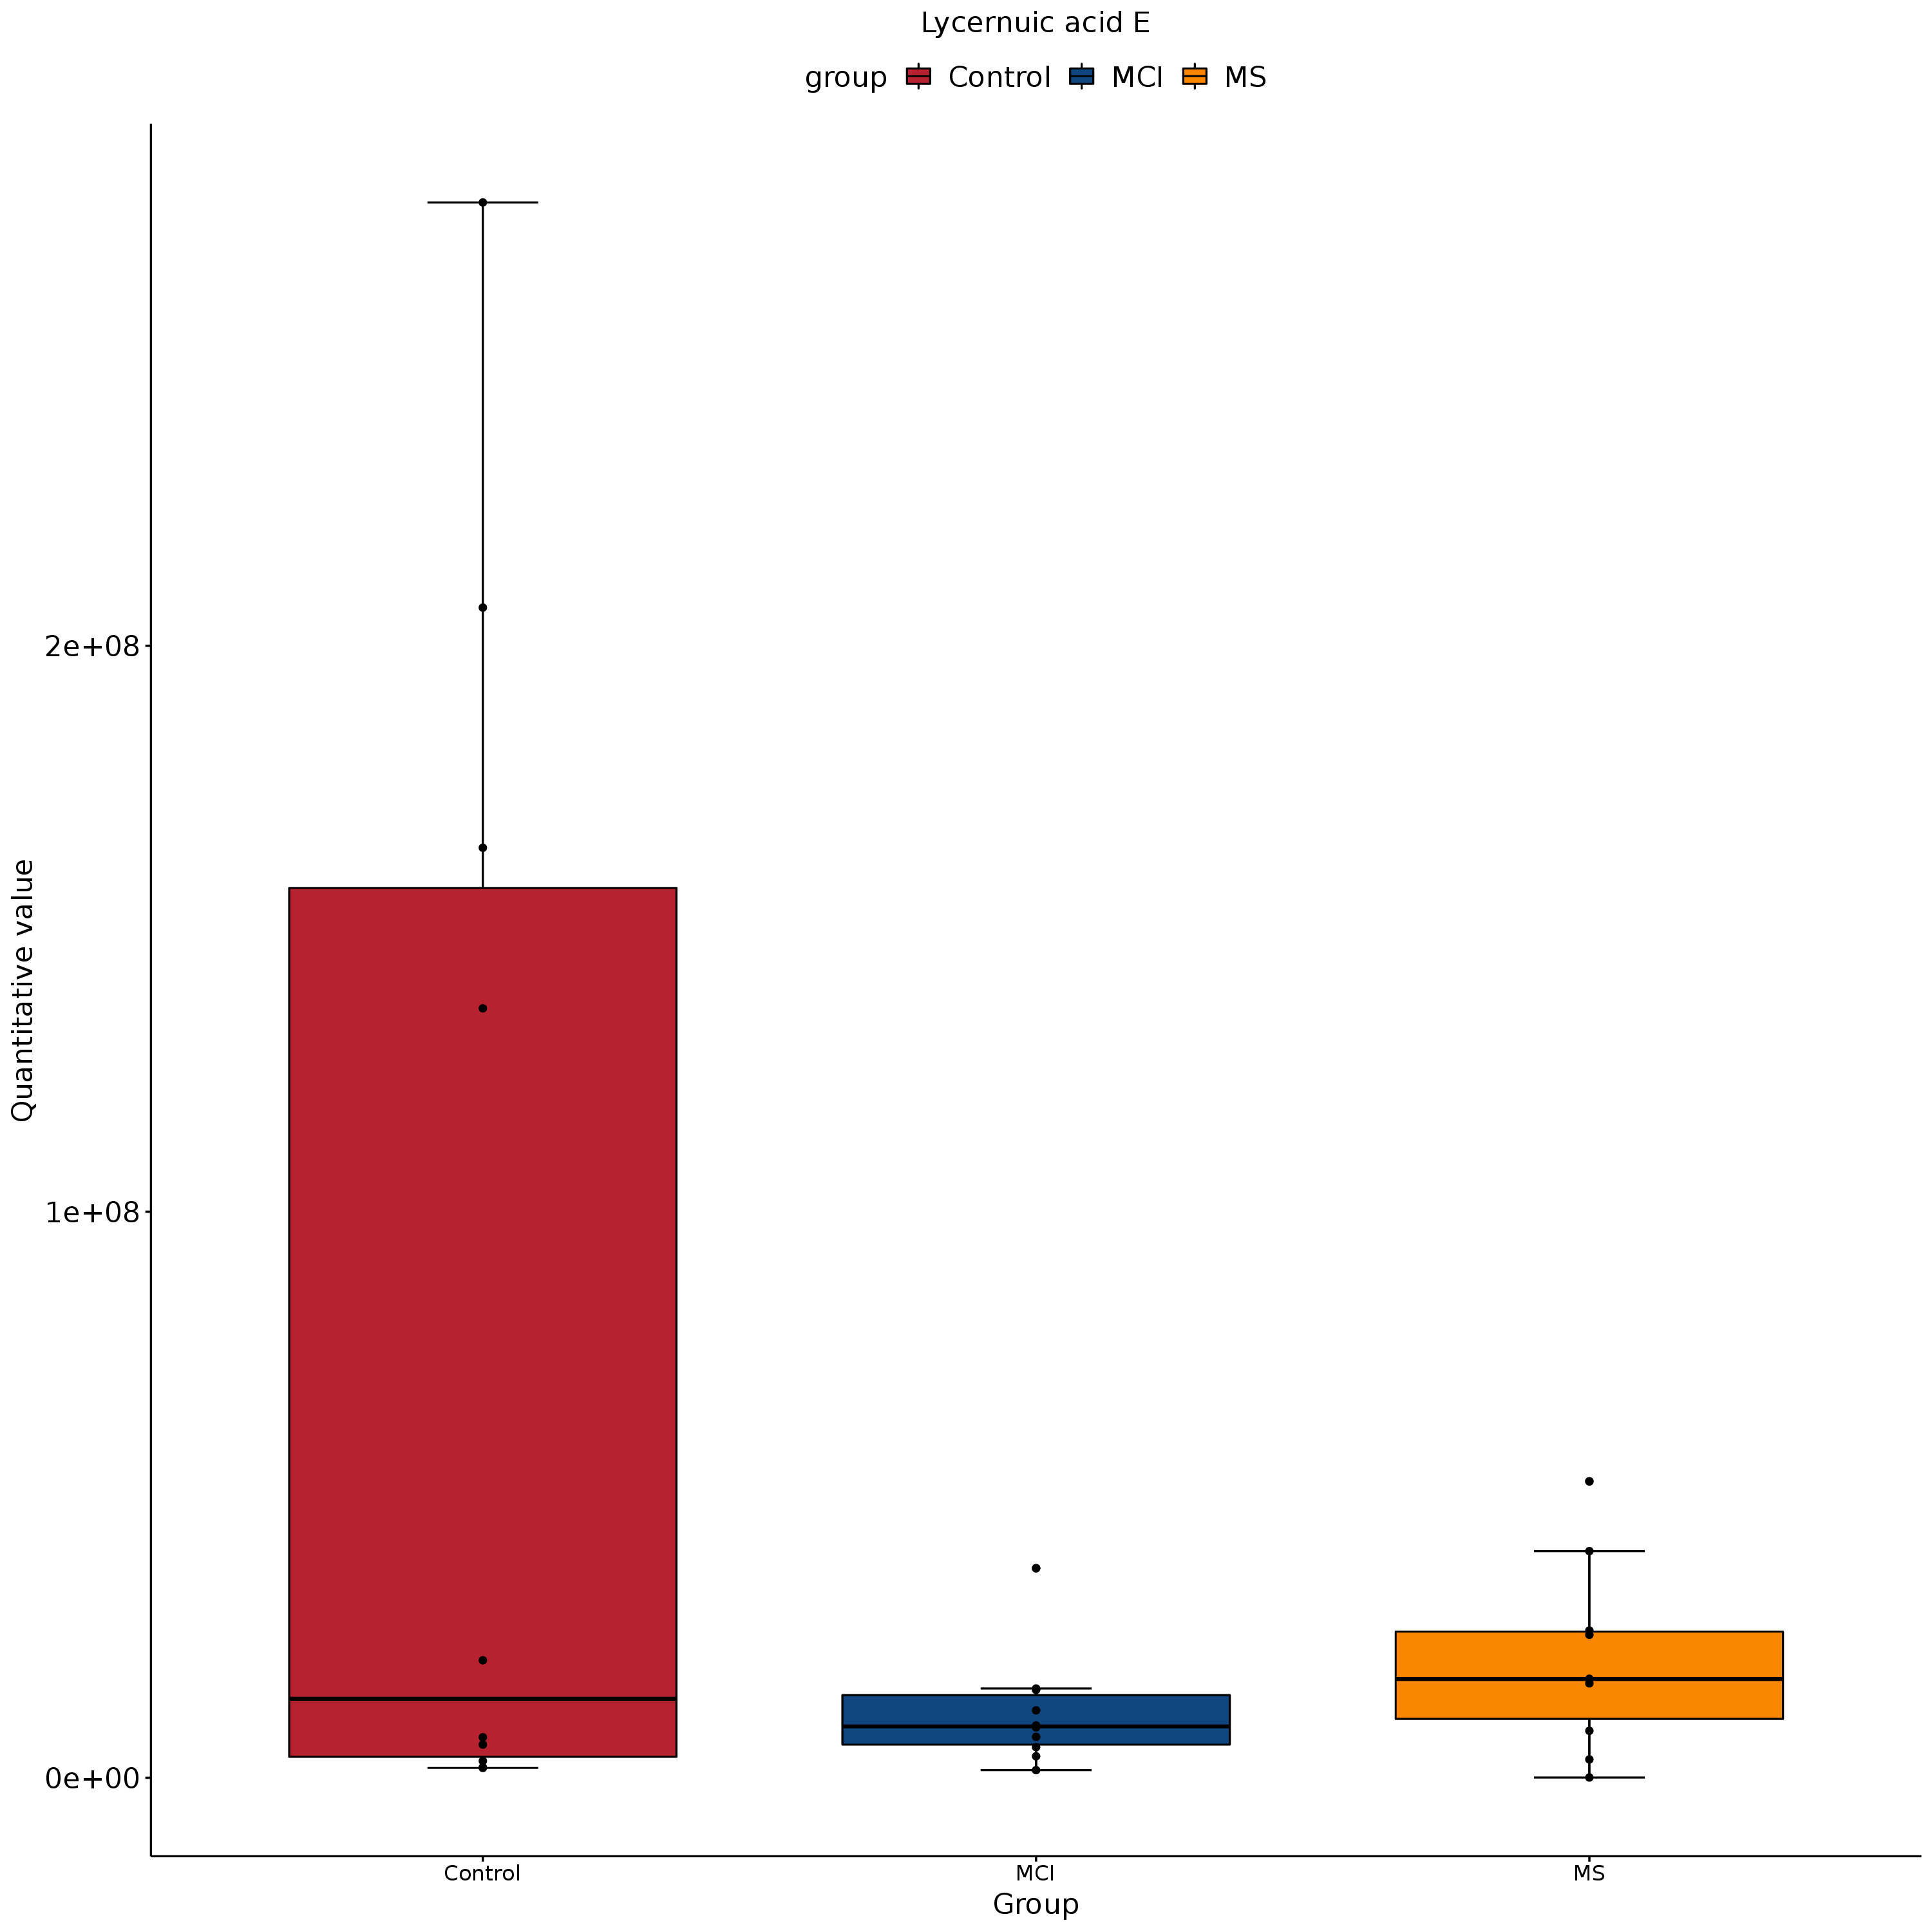 Lycernuic acid E
group Control MCI MS
Quantitative value
2e+08
1e+08
0e+00
Control MCI MS
Group